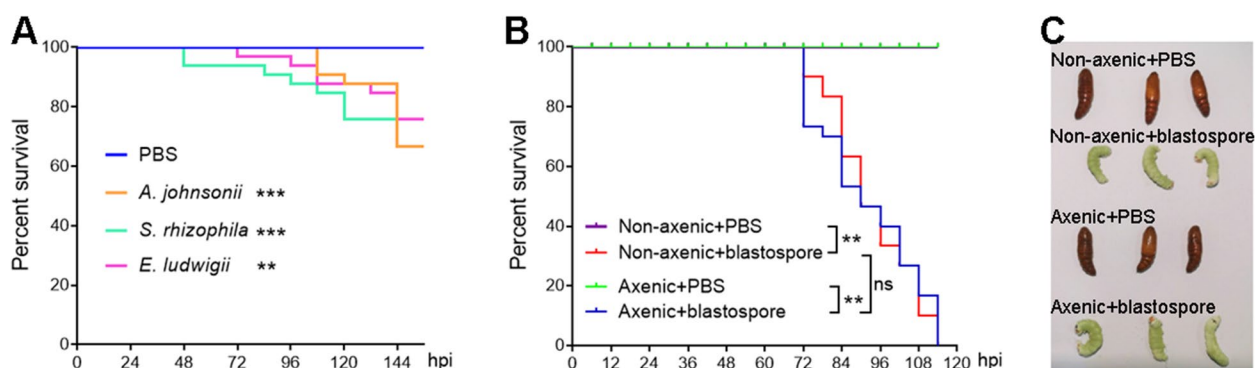 A
Percent survival
100
80
60
40
20
0
PBS
A. johnsonii ***
S. rhizophila ***
E. ludwigii **
0 24 48 72 96 120 144 hpi
B
Percent survival
100
80
60
40
20
0
Non-axenic+PBS
Non-axenic+blastospore
**
Axenic+PBS
Axenic+blastospore
**
ns
0 12 24 36 48 60 72 84 96 108 120 hpi
C
Non-axenic+PBS
Non-axenic+blastospore
Axenic+PBS
Axenic+blastospore